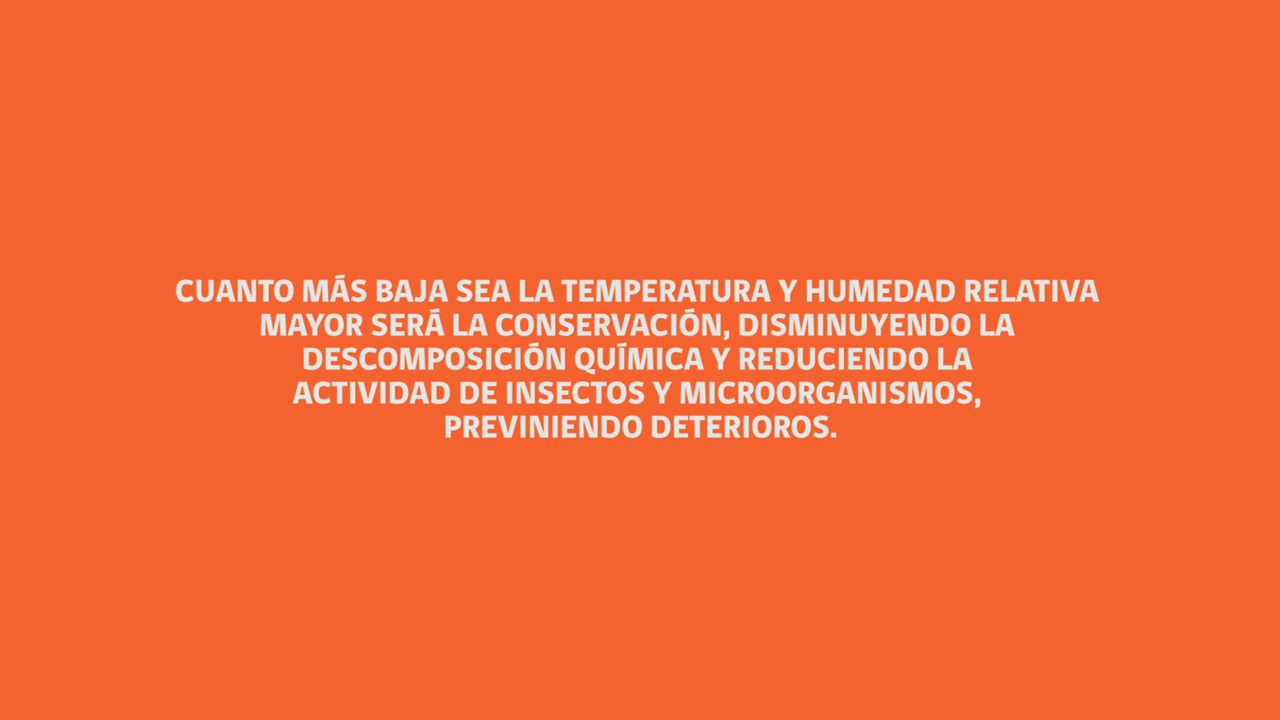 CUANTO MÁS BAJA SEA LA TEMPERATURA Y HUMEDAD RELATIVA
MAYOR SERÁ LA CONSERVACIÓN, DISMINUYENDO LA
DESCOMPOSICIÓN QUÍMICA Y REDUCIENDO LA
ACTIVIDAD DE INSECTOS Y MICROORGANISMOS,
PREVINIENDO DETERIOROS.